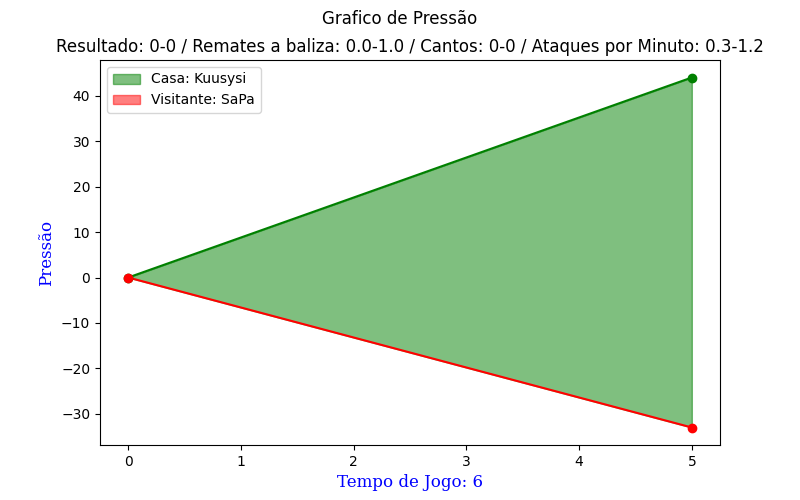 Grafico de Pressão
Resultado: 0-0 / Remates a baliza: 0.0-1.0 / Cantos: 0-0 / Ataques por Minuto: 0.3-1.2
Casa: Kuusysi
Visitante: SaPa
40
30
20
10
0
−10
−20
−30
Pressão
0 1 2 3 4 5
Tempo de Jogo: 6